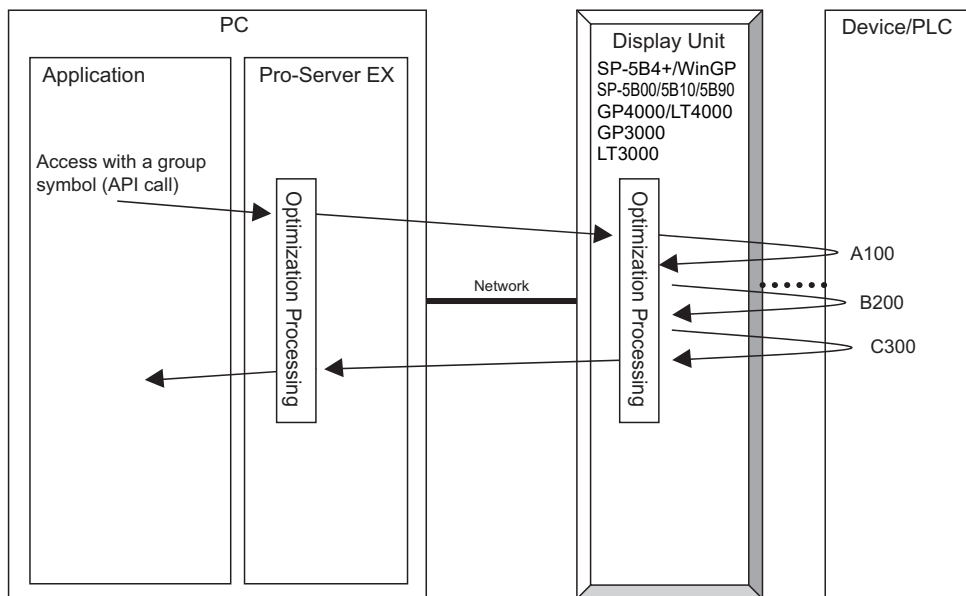 PC
Application
Pro-Server EX
Display Unit
SP-5B4+/WinGP
SP-5B00/5B10/5B90
GP4000/LT4000
GP3000
LT3000
Device/PLC
Access with a group
symbol (API call)
Optimization Processing
Network
Optimization Processing
A100
B200
C300